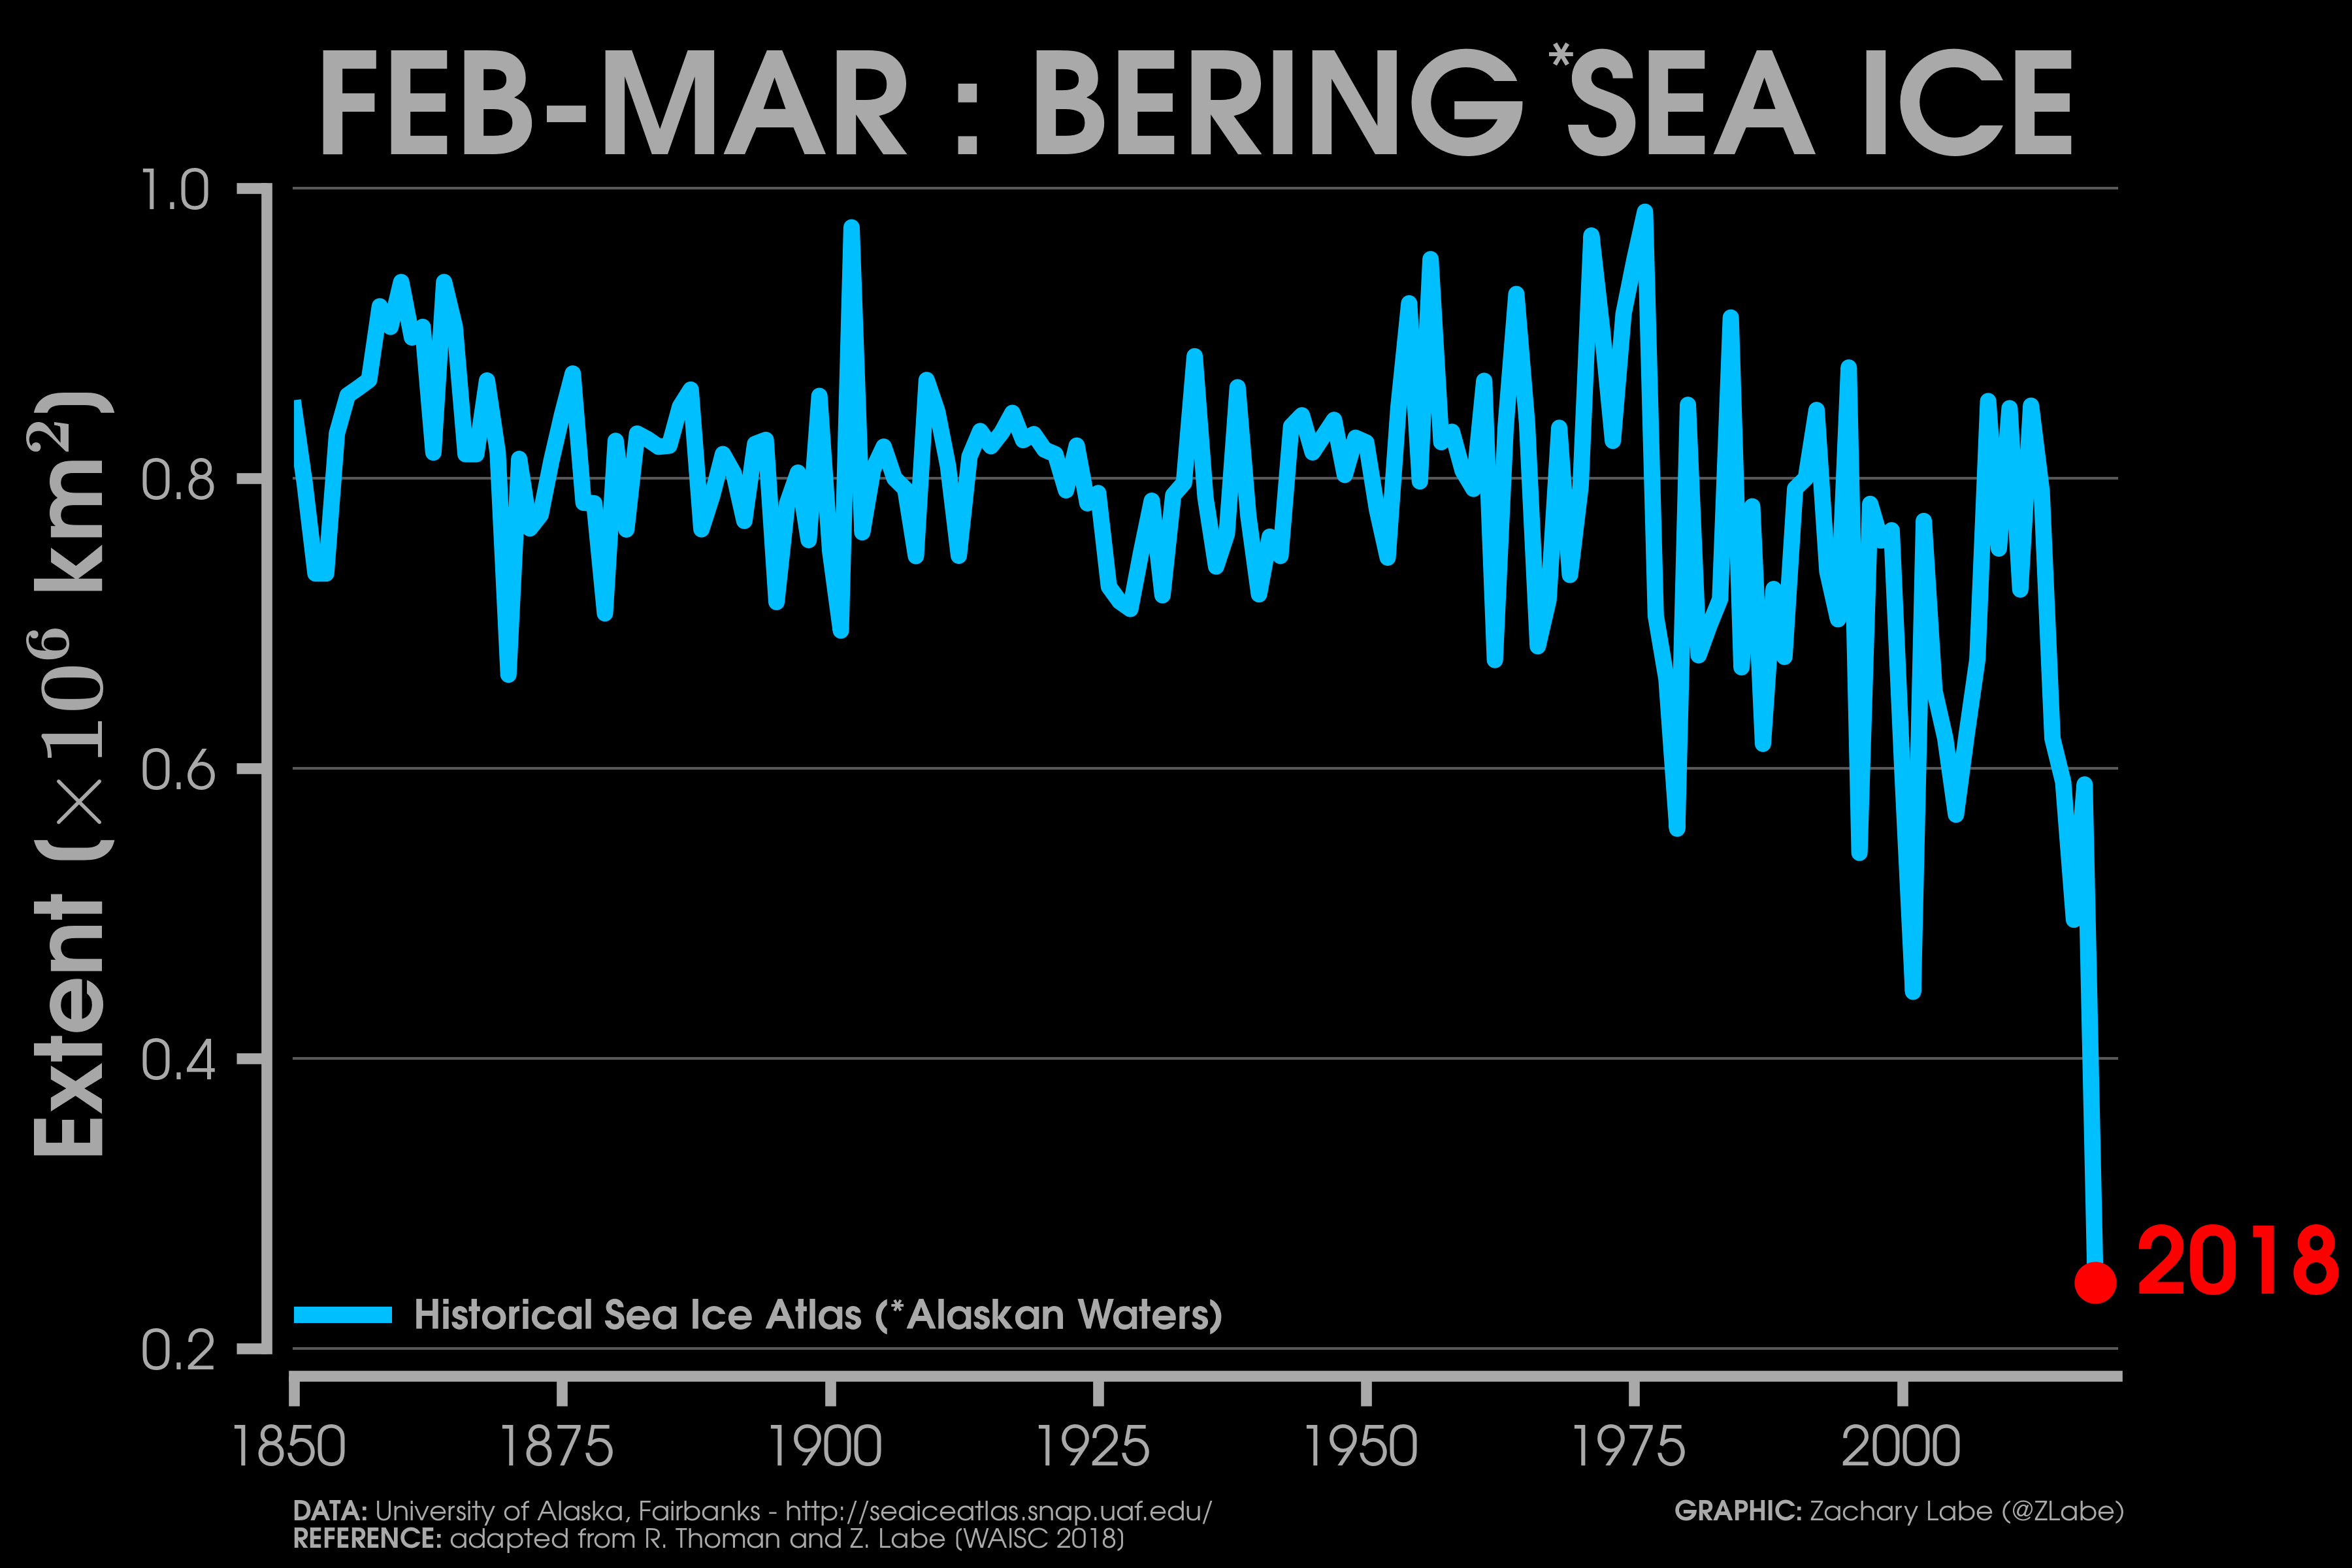 FEB-MAR : BERING *SEA ICE
Extent (×10⁶ km²)
1.0
0.8
0.6
0.4
0.2
2018
Historical Sea Ice Atlas (*Alaskan Waters)
1850 1875 1900 1925 1950 1975 2000
DATA: University of Alaska, Fairbanks - http://seaiceatlas.snap.uaf.edu/
REFERENCE: adapted from R. Thoman and Z. Labe (WAISC 2018)
GRAPHIC: Zachary Labe (@ZLabe)